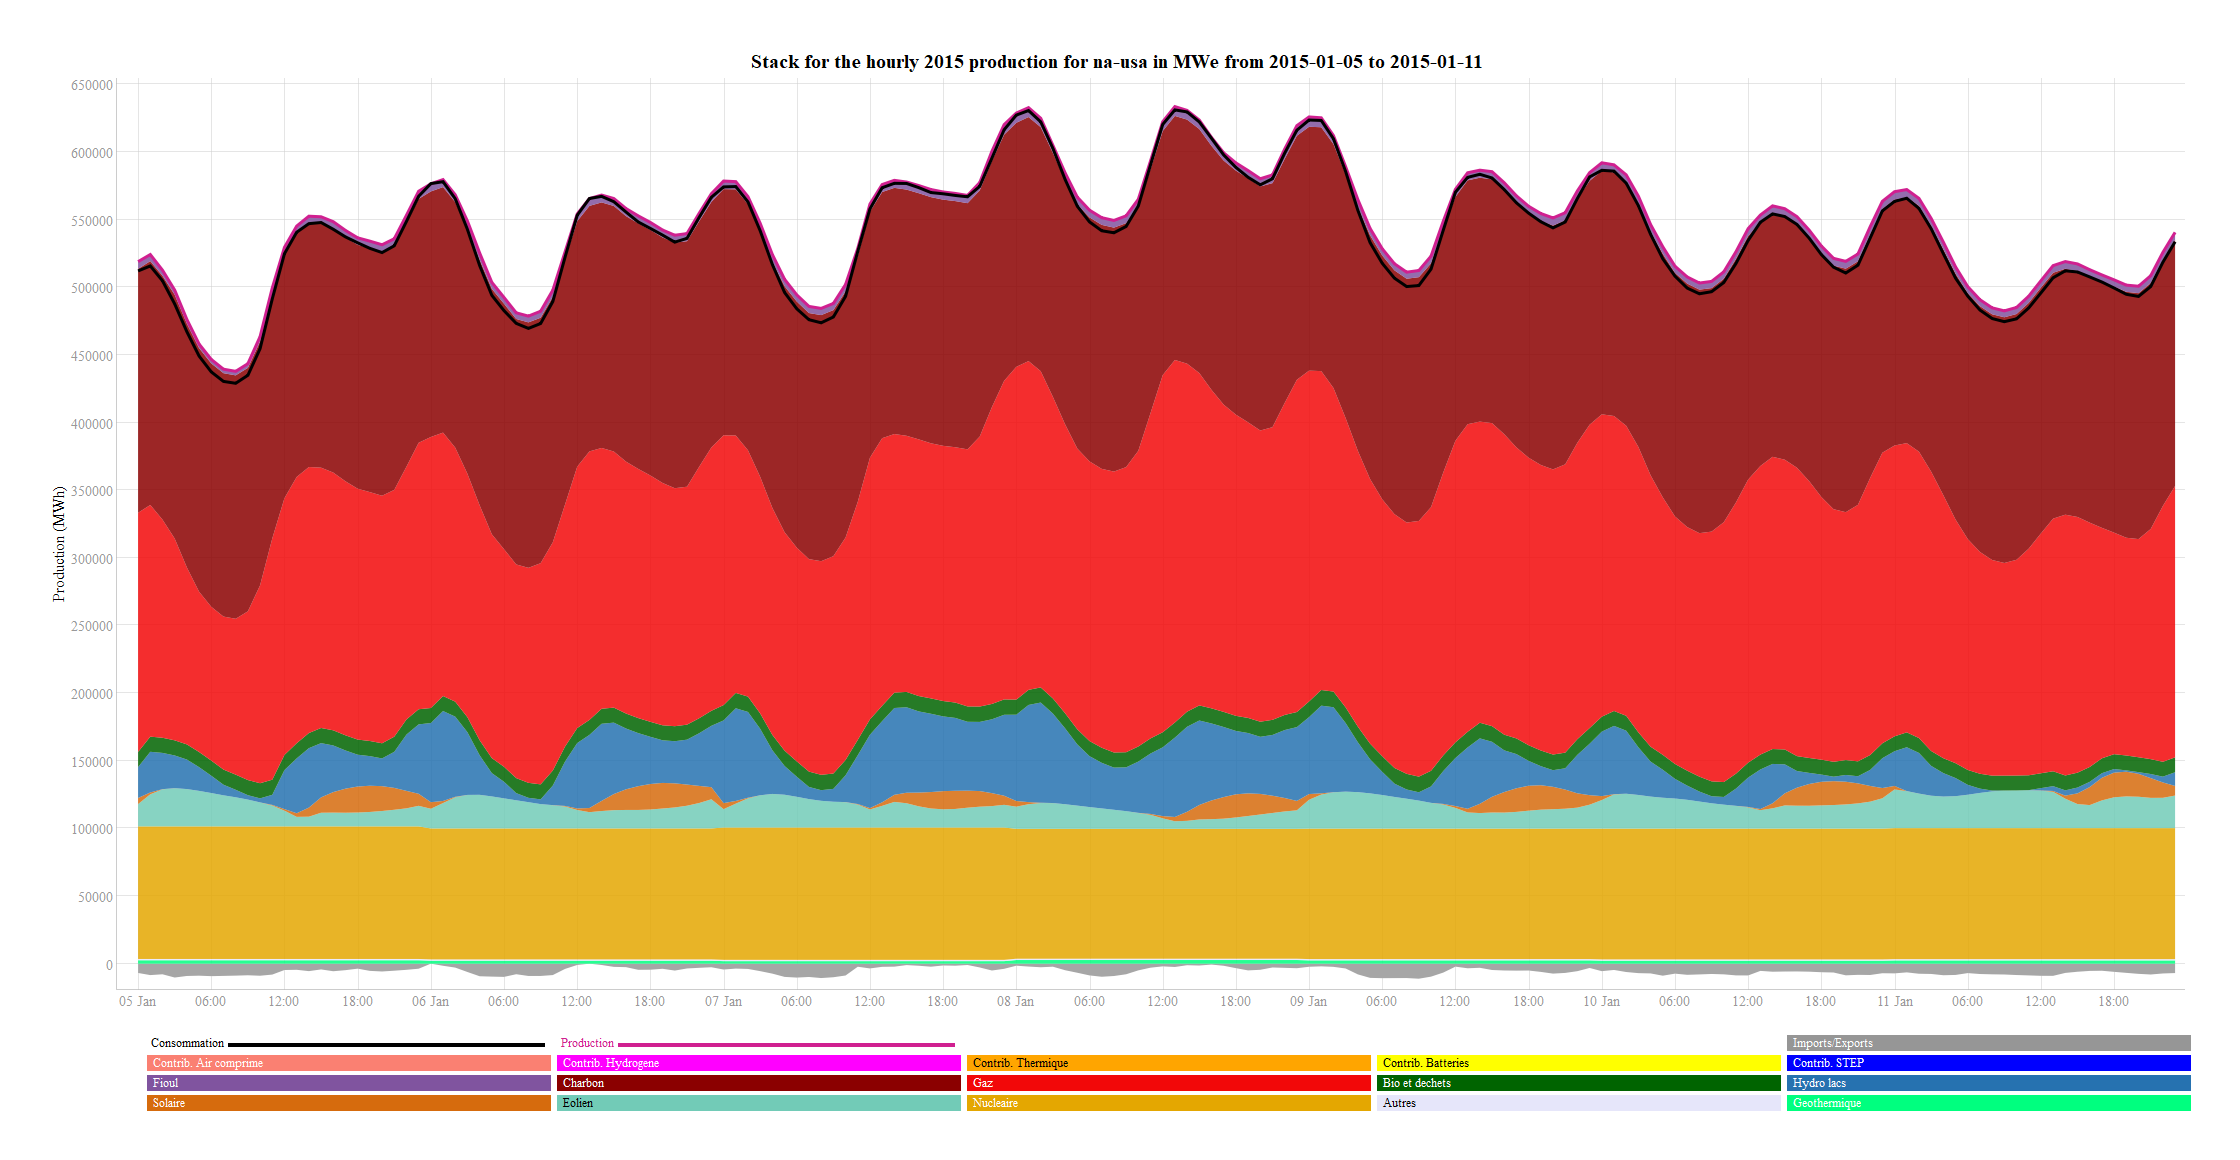 Stack for the hourly 2015 production for na-usa in MWe from 2015-01-05 to 2015-01-11
Production (MWh)
650000
600000
550000
500000
450000
400000
350000
300000
250000
200000
150000
100000
50000
0
05 Jan 06:00 12:00 18:00 06 Jan 06:00 12:00 18:00 07 Jan 06:00 12:00 18:00 08 Jan 06:00 12:00 18:00 09 Jan 06:00 12:00 18:00 10 Jan 06:00 12:00 18:00 11 Jan 06:00 12:00 18:00
Consommation Production Imports/Exports
Contrib. Air comprime Contrib. Hydrogene Contrib. Thermique Contrib. Batteries Contrib. STEP
Fioul Charbon Gaz Bio et dechets Hydro lacs
Solaire Eolien Nucleaire Autres Geothermique